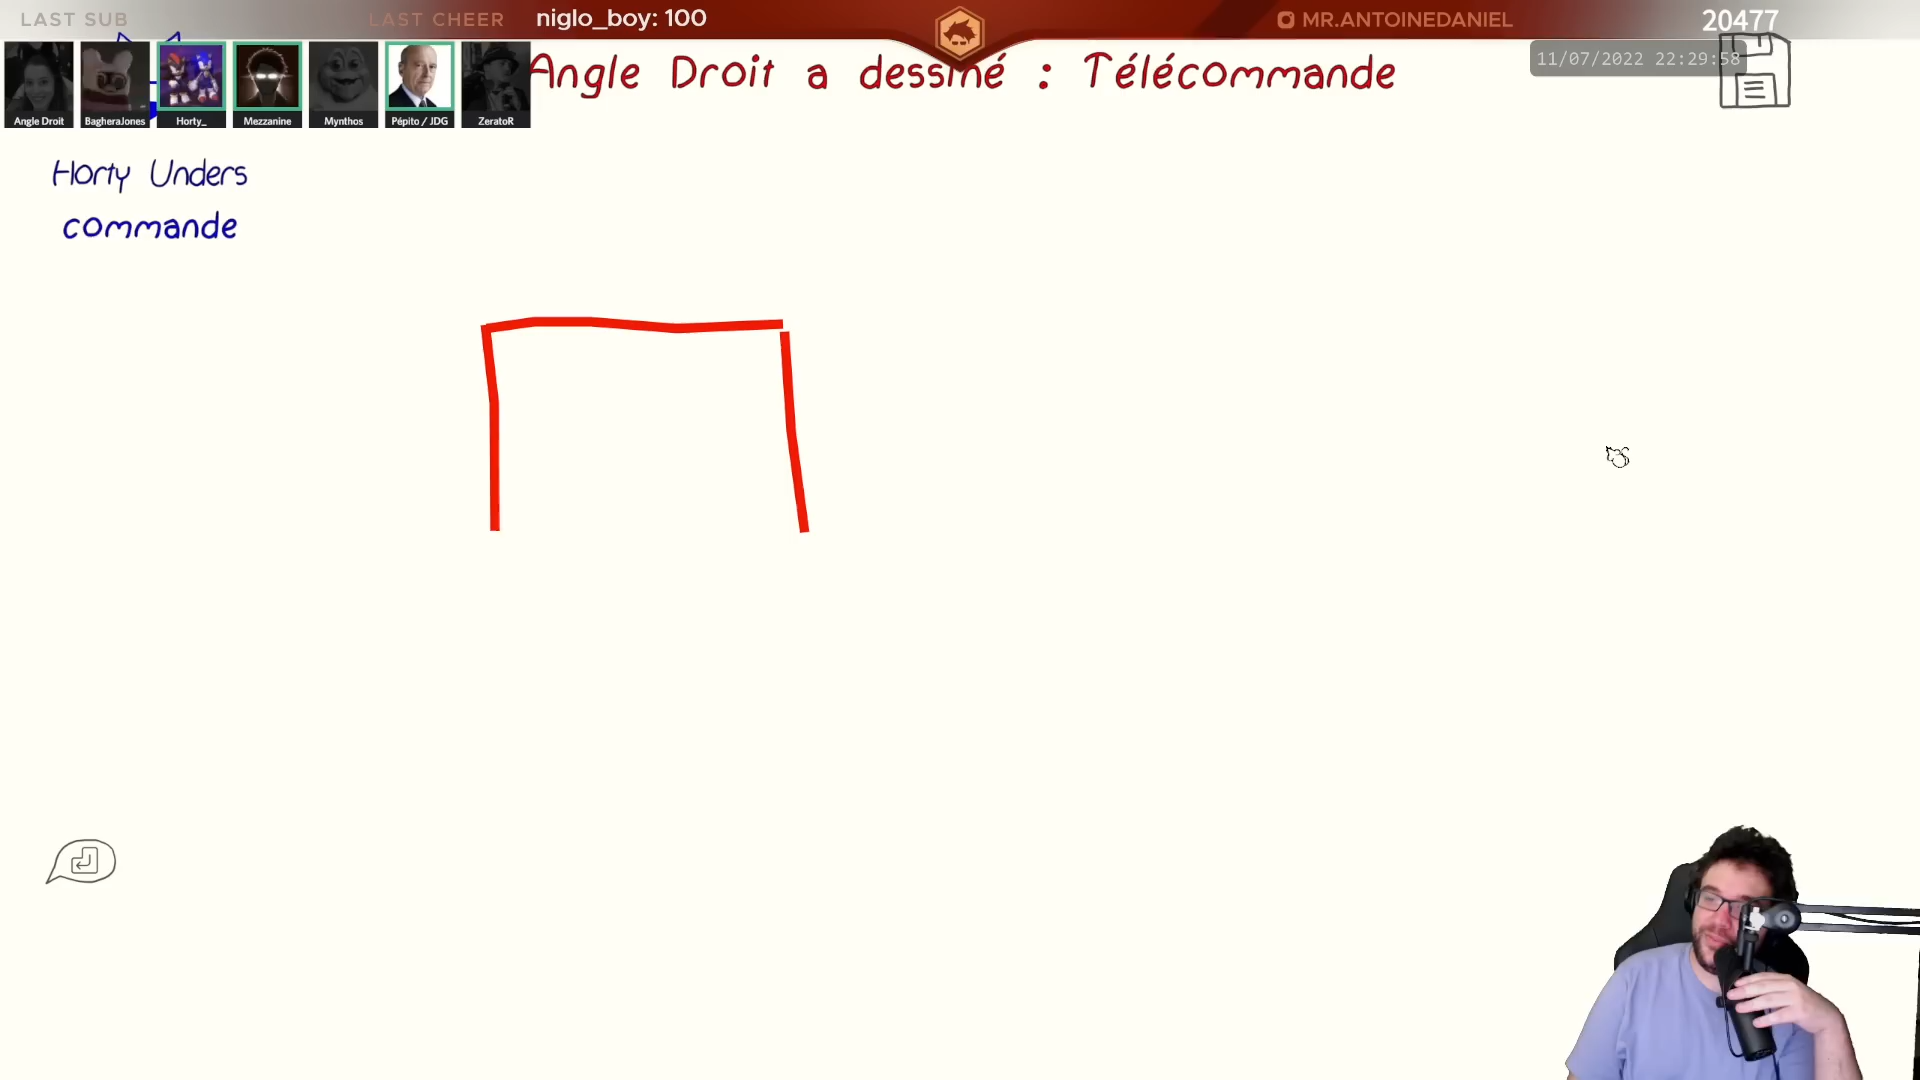 LAST SUB
LAST CHEER niglo_boy: 100
MR.ANTOINEDANIEL
20477
11/07/2022 22:29:58
Angle Droit a dessiné : Télécommande
Angle Droit BagheraJones Horty_ Mezzanine Mynthos Pépito / JDG ZeratoR
Horty Unders
commande